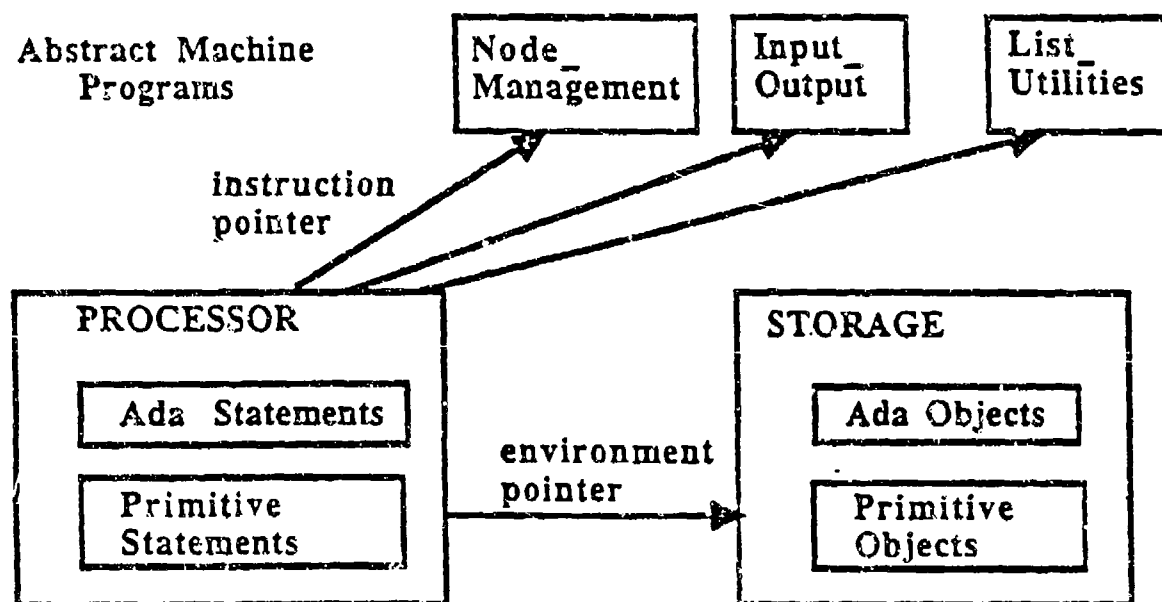 Abstract Machine
Programs
Node_
Management
Input_
Output
List_
Utilities
instruction
pointer
PROCESSOR
Ada Statements
Primitive
Statements
environment
pointer
STORAGE
Ada Objects
Primitive
Objects